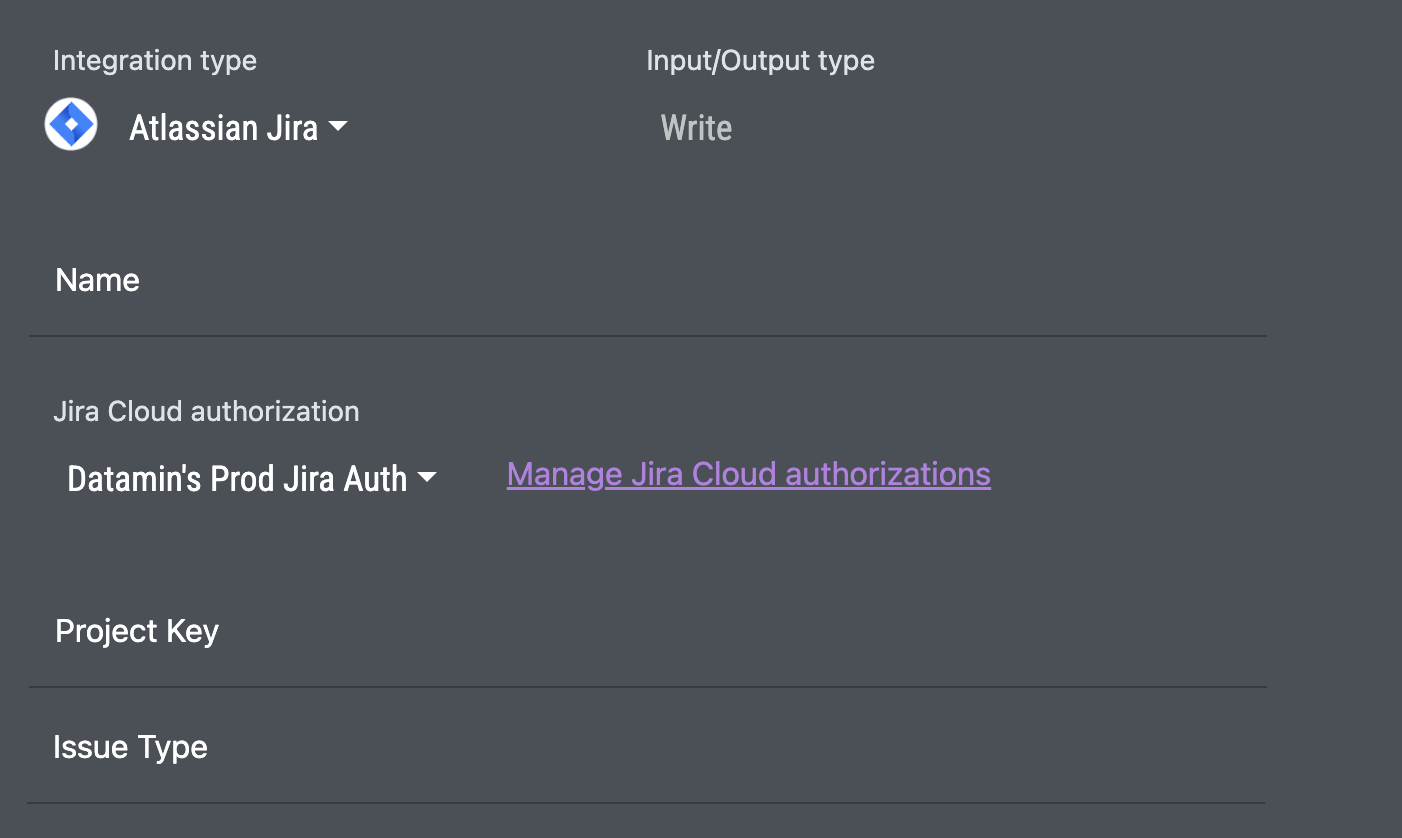 Integration type
Input/Output type
Atlassian Jira
Write
Name
Jira Cloud authorization
Datamin's Prod Jira Auth
Manage Jira Cloud authorizations
Project Key
Issue Type